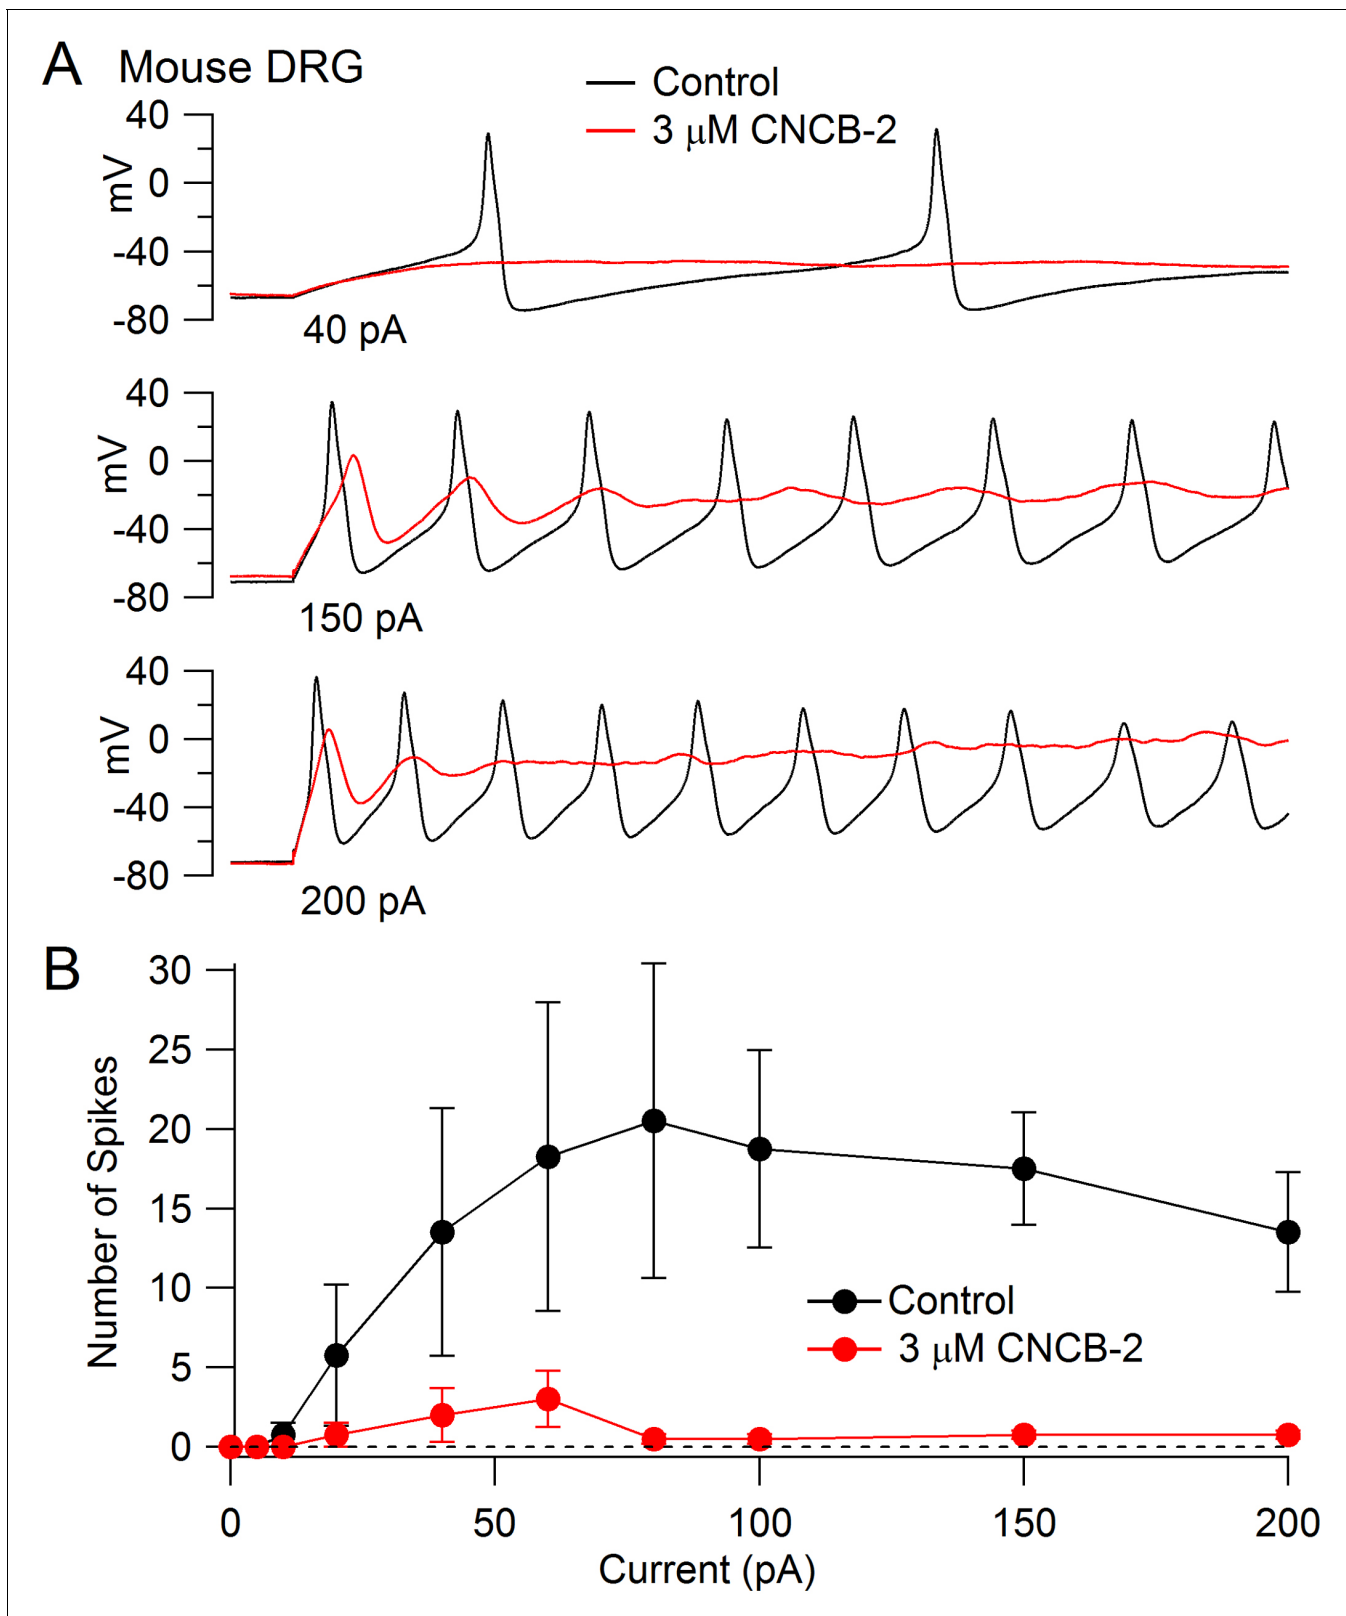 A Mouse DRG
Control
3 μM CNCB-2
40
0
-40
-80
mV
40 pA
40
0
-40
-80
mV
150 pA
40
0
-40
-80
mV
200 pA
B
30
25
20
15
10
5
0
Number of Spikes
Control
3 μM CNCB-2
0 50 100 150 200
Current (pA)